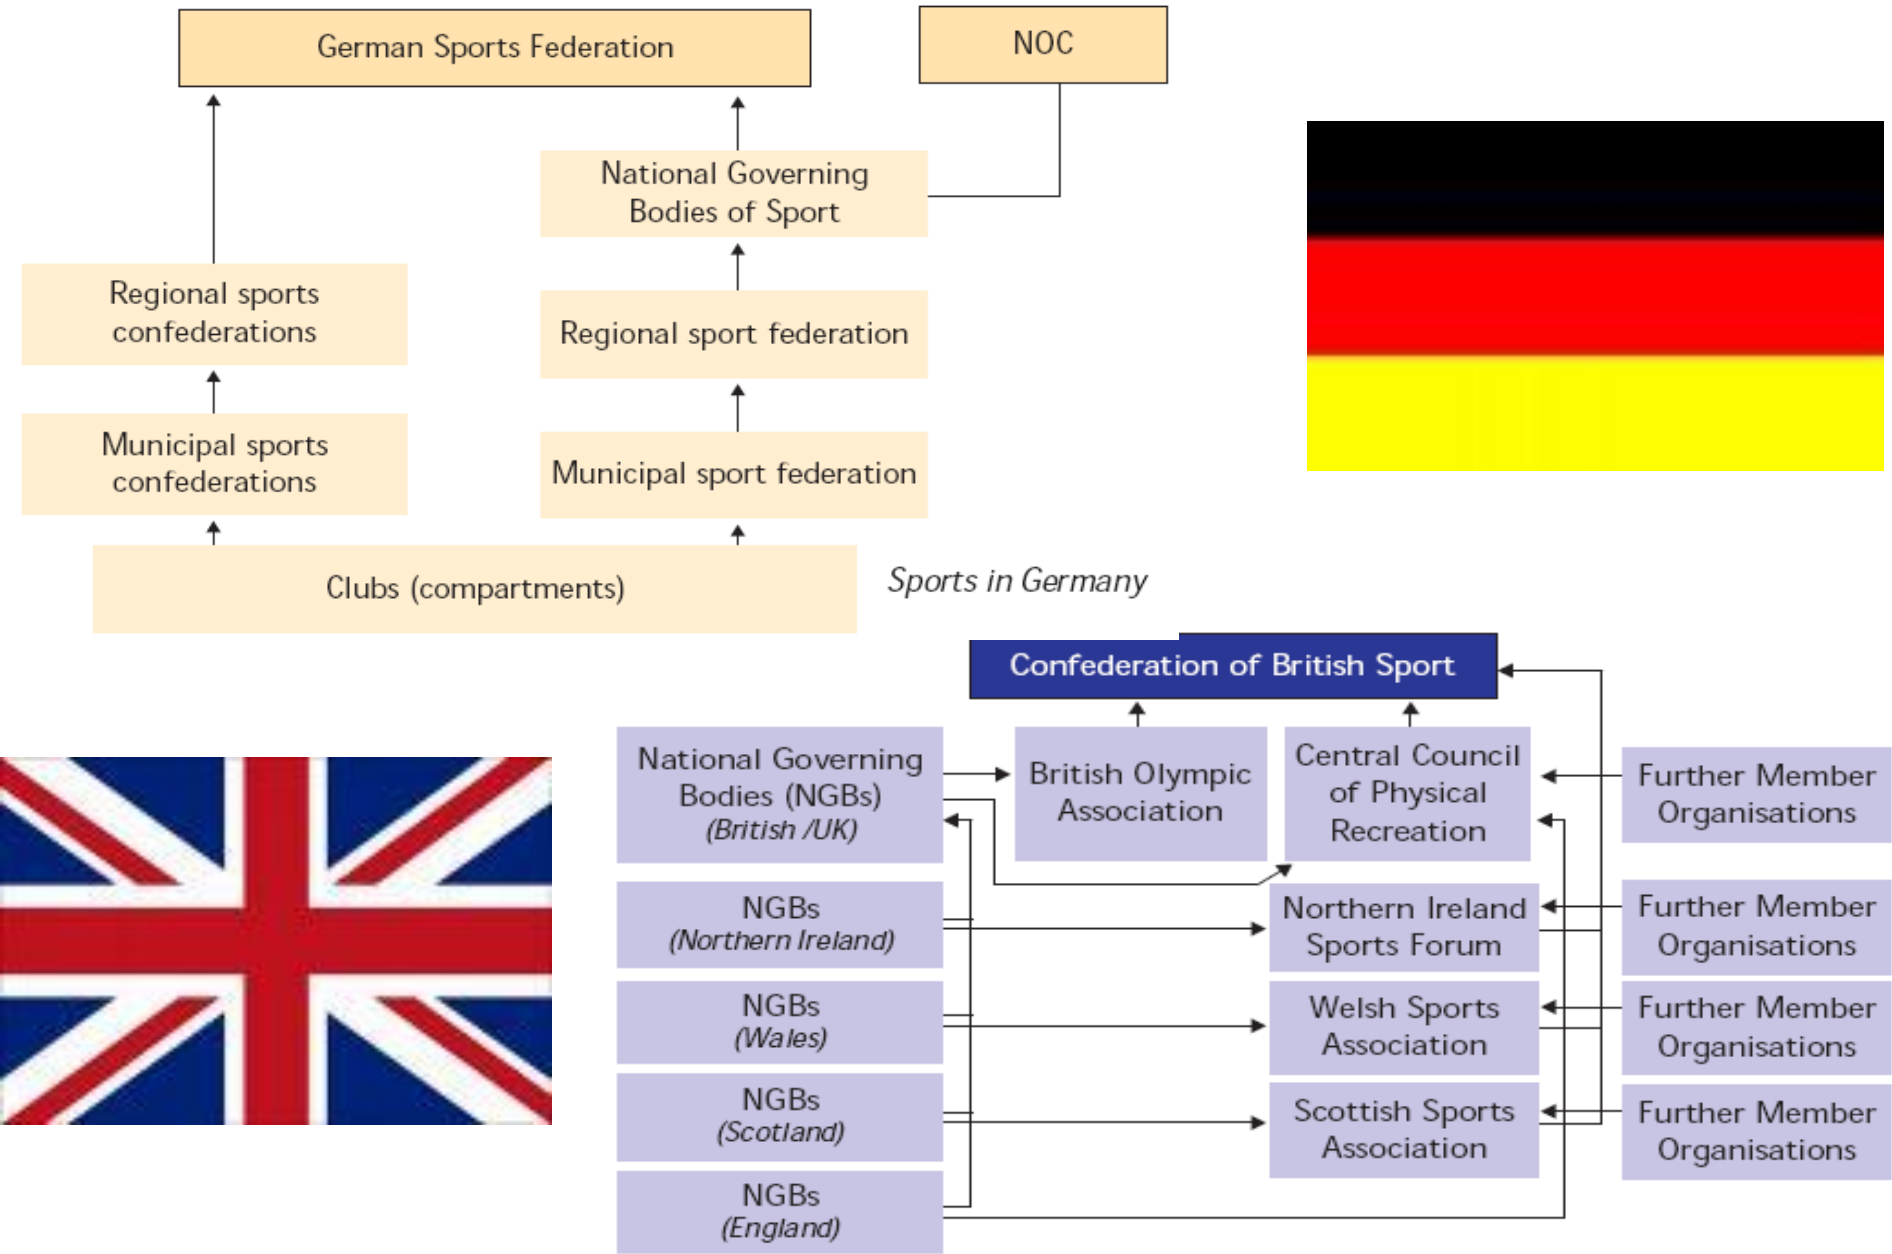 German Sports Federation
NOC
National Governing
Bodies of Sport
Regional sports
confederations
Regional sport federation
Municipal sports
confederations
Municipal sport federation
Clubs (compartments)
Sports in Germany
Confederation of British Sport
National Governing
Bodies (NGBs)
(British /UK)
British Olympic
Association
Central Council
of Physical
Recreation
Further Member
Organisations
NGBs
(Northern Ireland)
Northern Ireland
Sports Forum
Further Member
Organisations
NGBs
(Wales)
Welsh Sports
Association
Further Member
Organisations
NGBs
(Scotland)
Scottish Sports
Association
Further Member
Organisations
NGBs
(England)